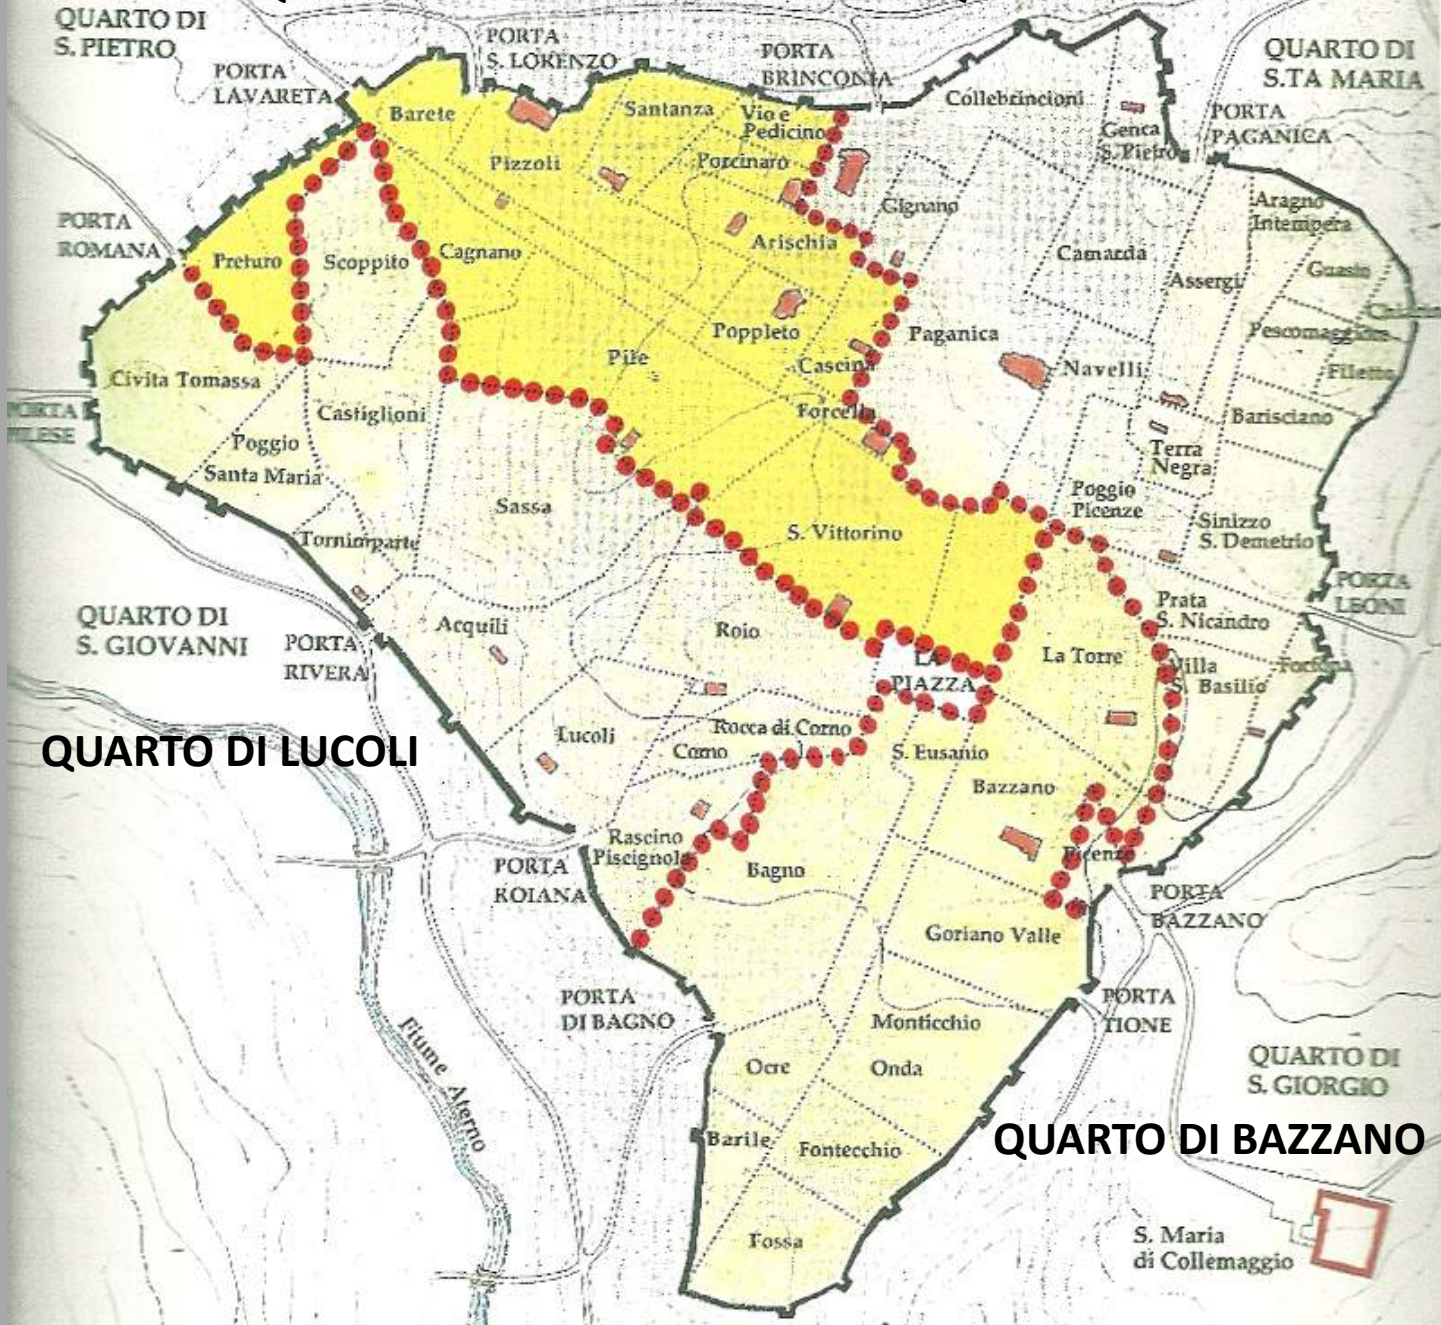 QUARTO DI
S. PIETRO
PORTA
S. LORENZO
PORTA
BRINCONIA
QUARTO DI
S.TA MARIA
PORTA
LAVARETA
Barete
Santanza
Vio e
Pedicino
Collebrincioni
Genca
S. Pietro
PORTA
PAGANICA
Pizzoli
Porcinaro
Gignano
Aragno
Intempera
PORTA
ROMANA
Preturo
Scoppito
Cagnano
Arischia
Camarda
Assergi
Guasto
Poppleto
Paganica
Pescomaggiore
Pile
Cascina
Navelli
Filetto
Civita Tomassa
Castiglioni
Forcella
Barisciano
PORTA
Poggio
Santa Maria
Terra
Negra
Sassa
Poggio
Picenze
Sinizzo
S. Demetrio
Tornimparte
S. Vittorino
PORTA
LEONI
QUARTO DI
S. GIOVANNI
PORTA
RIVERA
Acquili
Roio
LA
PIAZZA
La Torre
Prata
S. Nicandro
Villa
S. Basilio
Forfona
QUARTO DI LUCOLI
Lucoli
Rocca di Corno
Corno
S. Eusanio
Bazzano
Rascino
Piscignola
Picenze
PORTA
ROIANA
Bagno
PORTA
BAZZANO
Goriano Valle
PORTA
DI BAGNO
PORTA
TIONE
Monticchio
Fiume Aterno
Ocre
Onda
QUARTO DI
S. GIORGIO
Barile
Fontecchio
QUARTO DI BAZZANO
Fossa
S. Maria
di Collemaggio